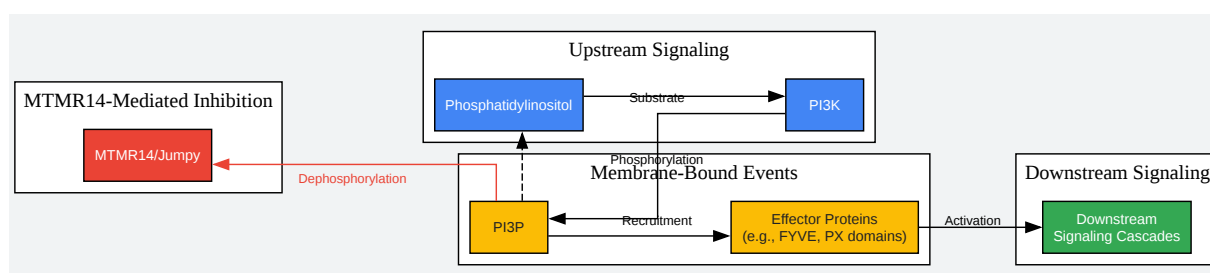 Upstream Signaling
Phosphatidylinositol
Substrate
PI3K
MTMR14-Mediated Inhibition
MTMR14/Jumpy
Dephosphorylation
Phosphorylation
Membrane-Bound Events
PI3P
Recruitment
Effector Proteins
(e.g., FYVE, PX domains)
Activation
Downstream Signaling
Downstream
Signaling Cascades